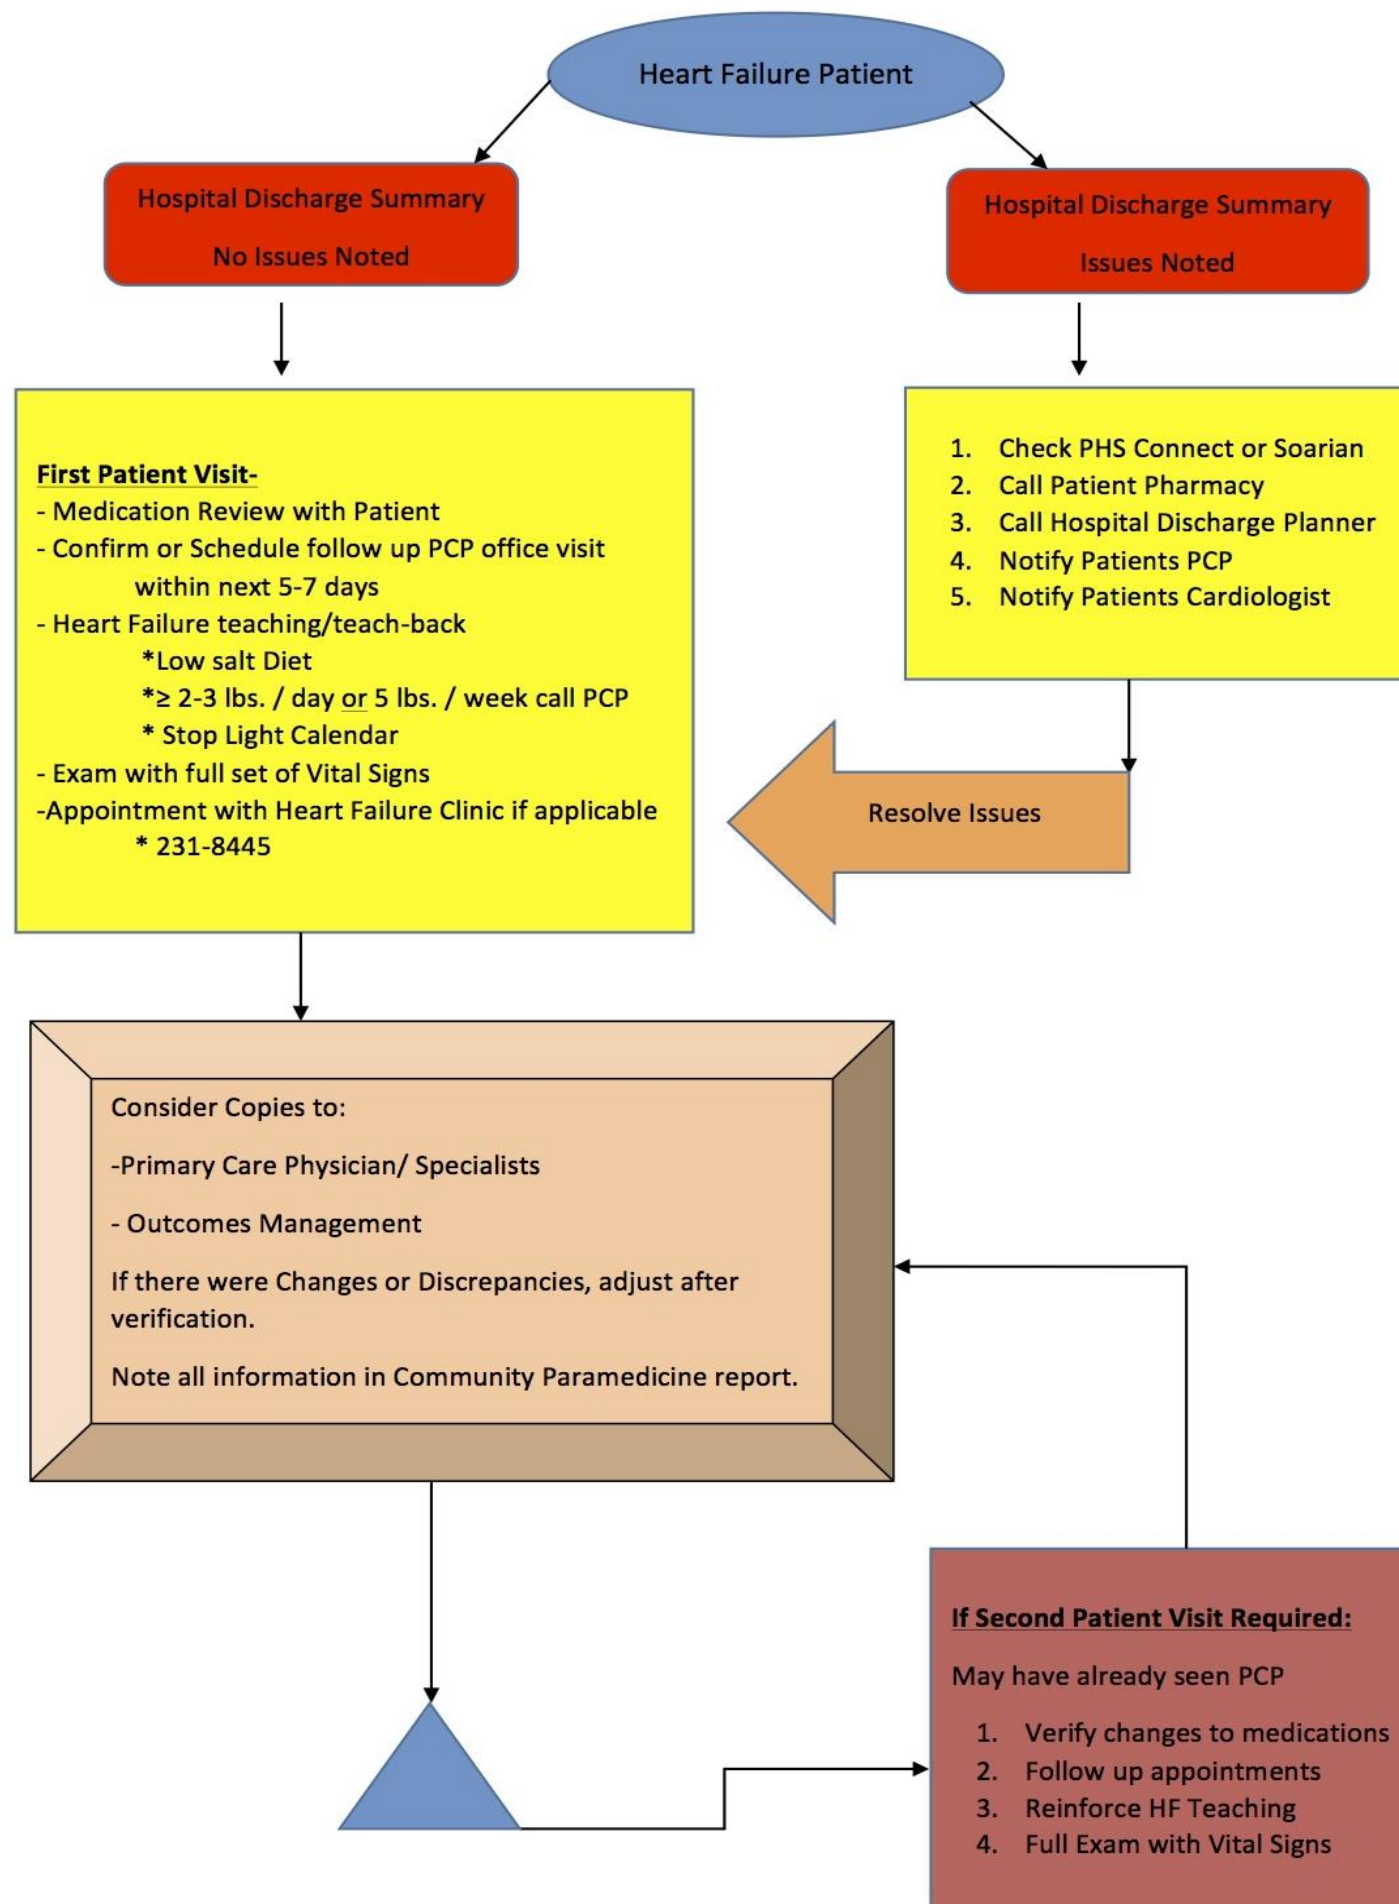 Heart Failure Patient
Hospital Discharge Summary
No Issues Noted
Hospital Discharge Summary
Issues Noted
First Patient Visit-
- Medication Review with Patient
- Confirm or Schedule follow up PCP office visit
within next 5-7 days
- Heart Failure teaching/teach-back
*Low salt Diet
*≥ 2-3 lbs. / day or 5 lbs. / week call PCP
* Stop Light Calendar
- Exam with full set of Vital Signs
-Appointment with Heart Failure Clinic if applicable
* 231-8445
1. Check PHS Connect or Soarian
2. Call Patient Pharmacy
3. Call Hospital Discharge Planner
4. Notify Patients PCP
5. Notify Patients Cardiologist
Resolve Issues
Consider Copies to:
-Primary Care Physician/ Specialists
- Outcomes Management
If there were Changes or Discrepancies, adjust after
verification.
Note all information in Community Paramedicine report.
If Second Patient Visit Required:
May have already seen PCP
1. Verify changes to medications
2. Follow up appointments
3. Reinforce HF Teaching
4. Full Exam with Vital Signs